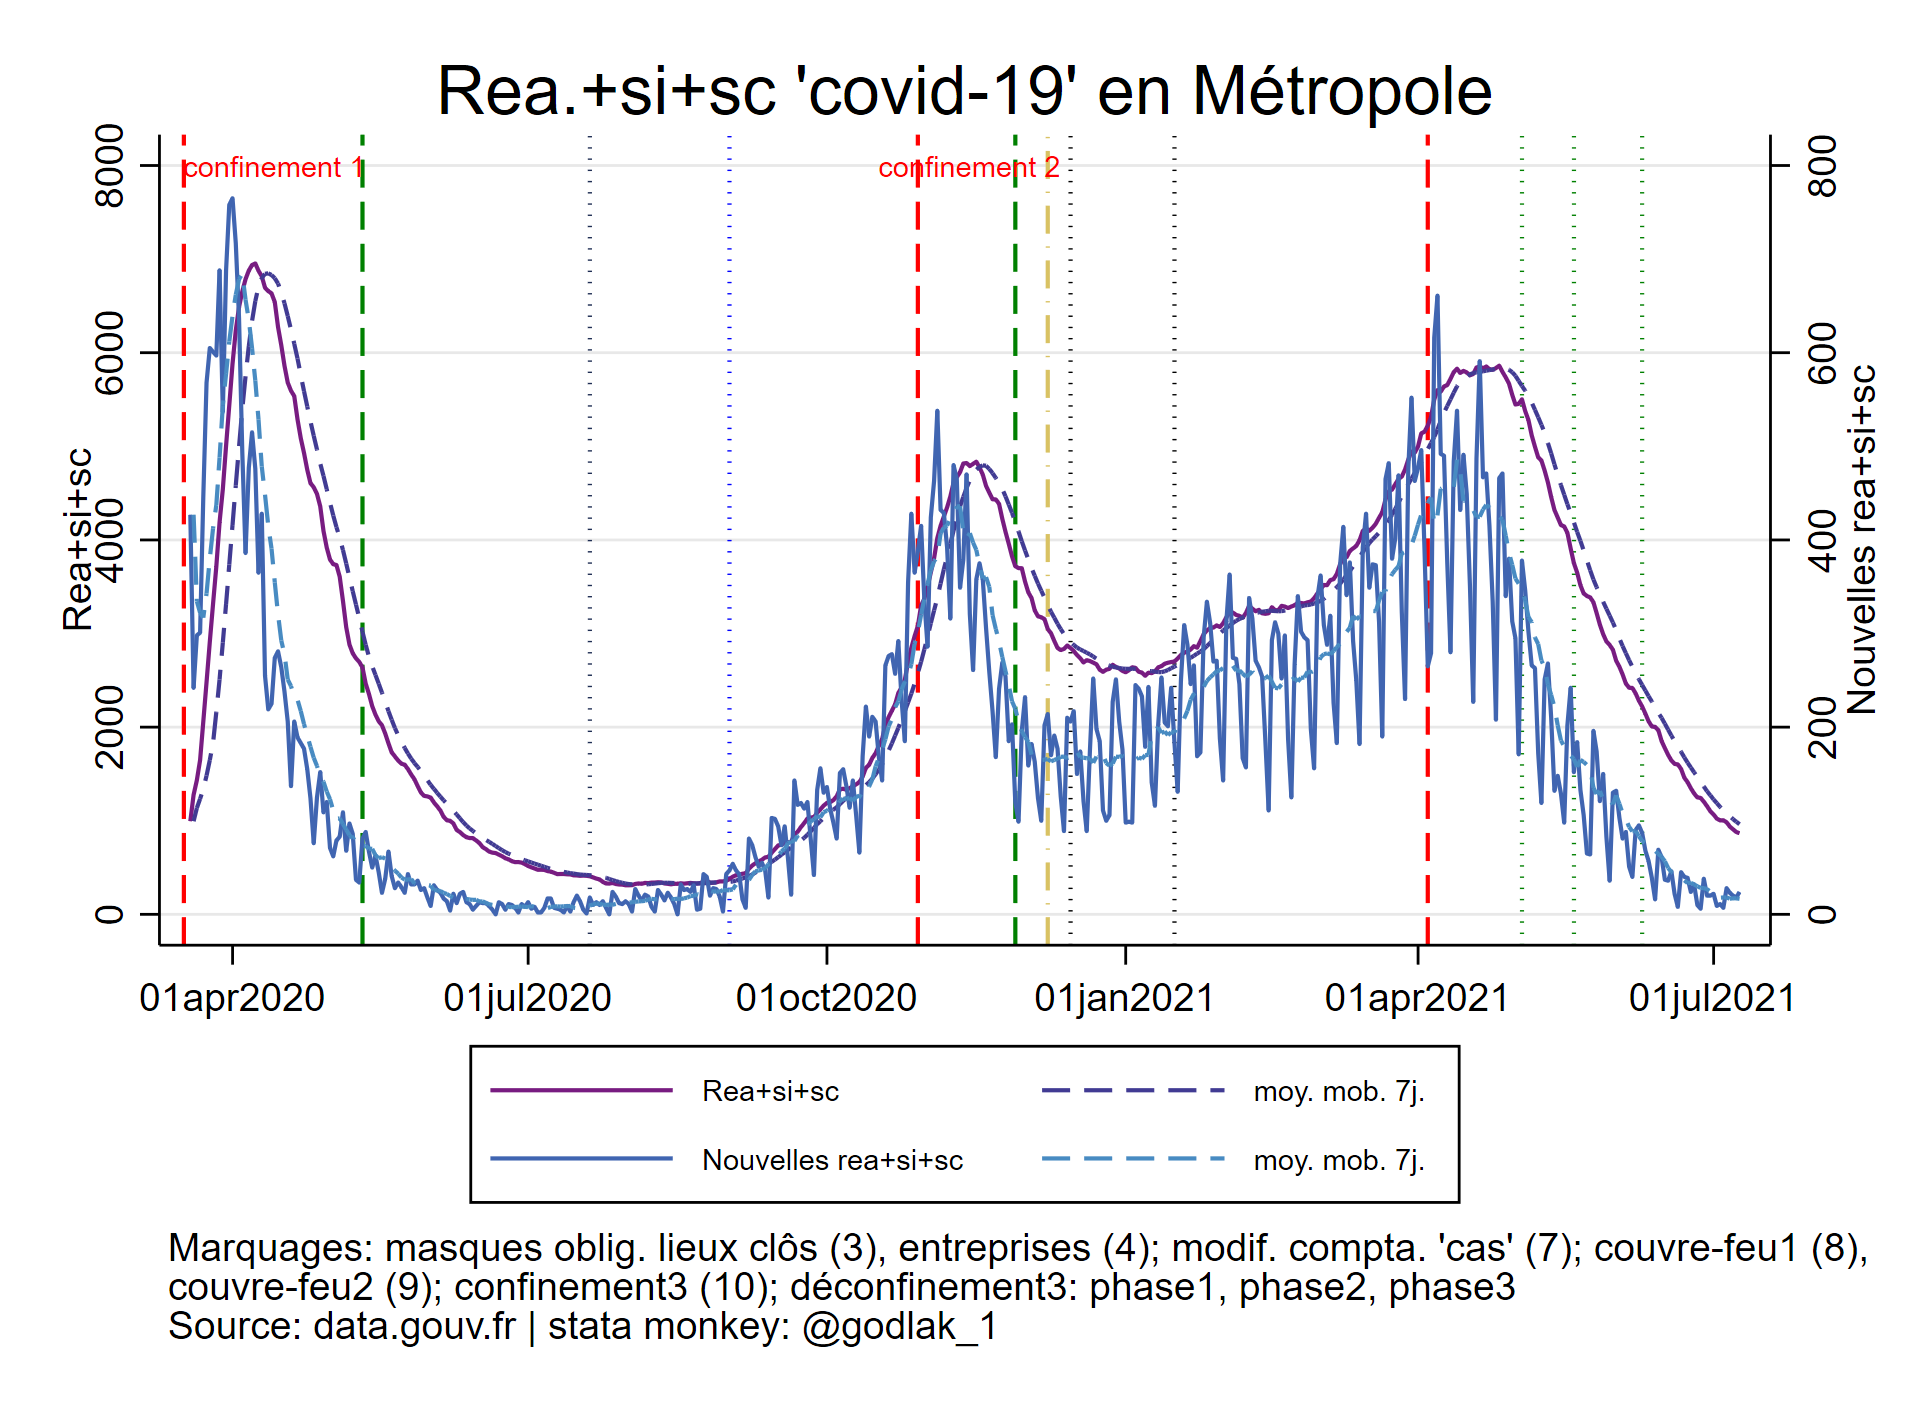 Rea.+si+sc 'covid-19' en Métropole
confinement 1
confinement 2
8000
6000
4000
2000
0
Rea+si+sc
800
600
400
200
0
Nouvelles rea+si+sc
01apr2020
01jul2020
01oct2020
01jan2021
01apr2021
01jul2021
Rea+si+sc
moy. mob. 7j.
Nouvelles rea+si+sc
moy. mob. 7j.
Marquages: masques oblig. lieux clôs (3), entreprises (4); modif. compta. 'cas' (7); couvre-feu1 (8),
couvre-feu2 (9); confinement3 (10); déconfinement3: phase1, phase2, phase3
Source: data.gouv.fr | stata monkey: @godlak_1